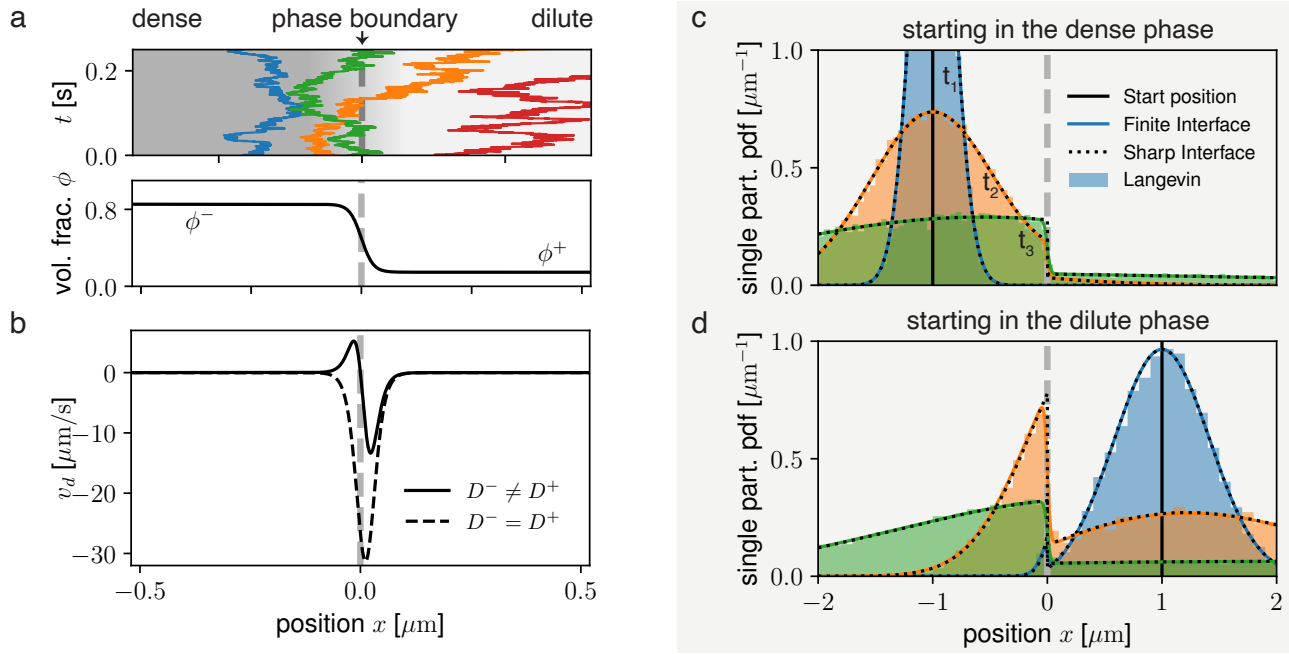 a
dense phase boundary dilute
0.2
0.0
t [s]
0.8
0.0
vol. frac. ϕ
ϕ⁻
ϕ⁺
b
0
−10
−20
−30
v_d [μm/s]
D⁻ ≠ D⁺
D⁻ = D⁺
−0.5 0.0 0.5
position x [μm]
c
starting in the dense phase
1.0
0.5
0.0
single part. pdf [μm⁻¹]
t₁
t₂
t₃
Start position
Finite Interface
Sharp Interface
Langevin
d
starting in the dilute phase
1.0
0.5
0.0
single part. pdf [μm⁻¹]
−2 −1 0 1 2
position x [μm]